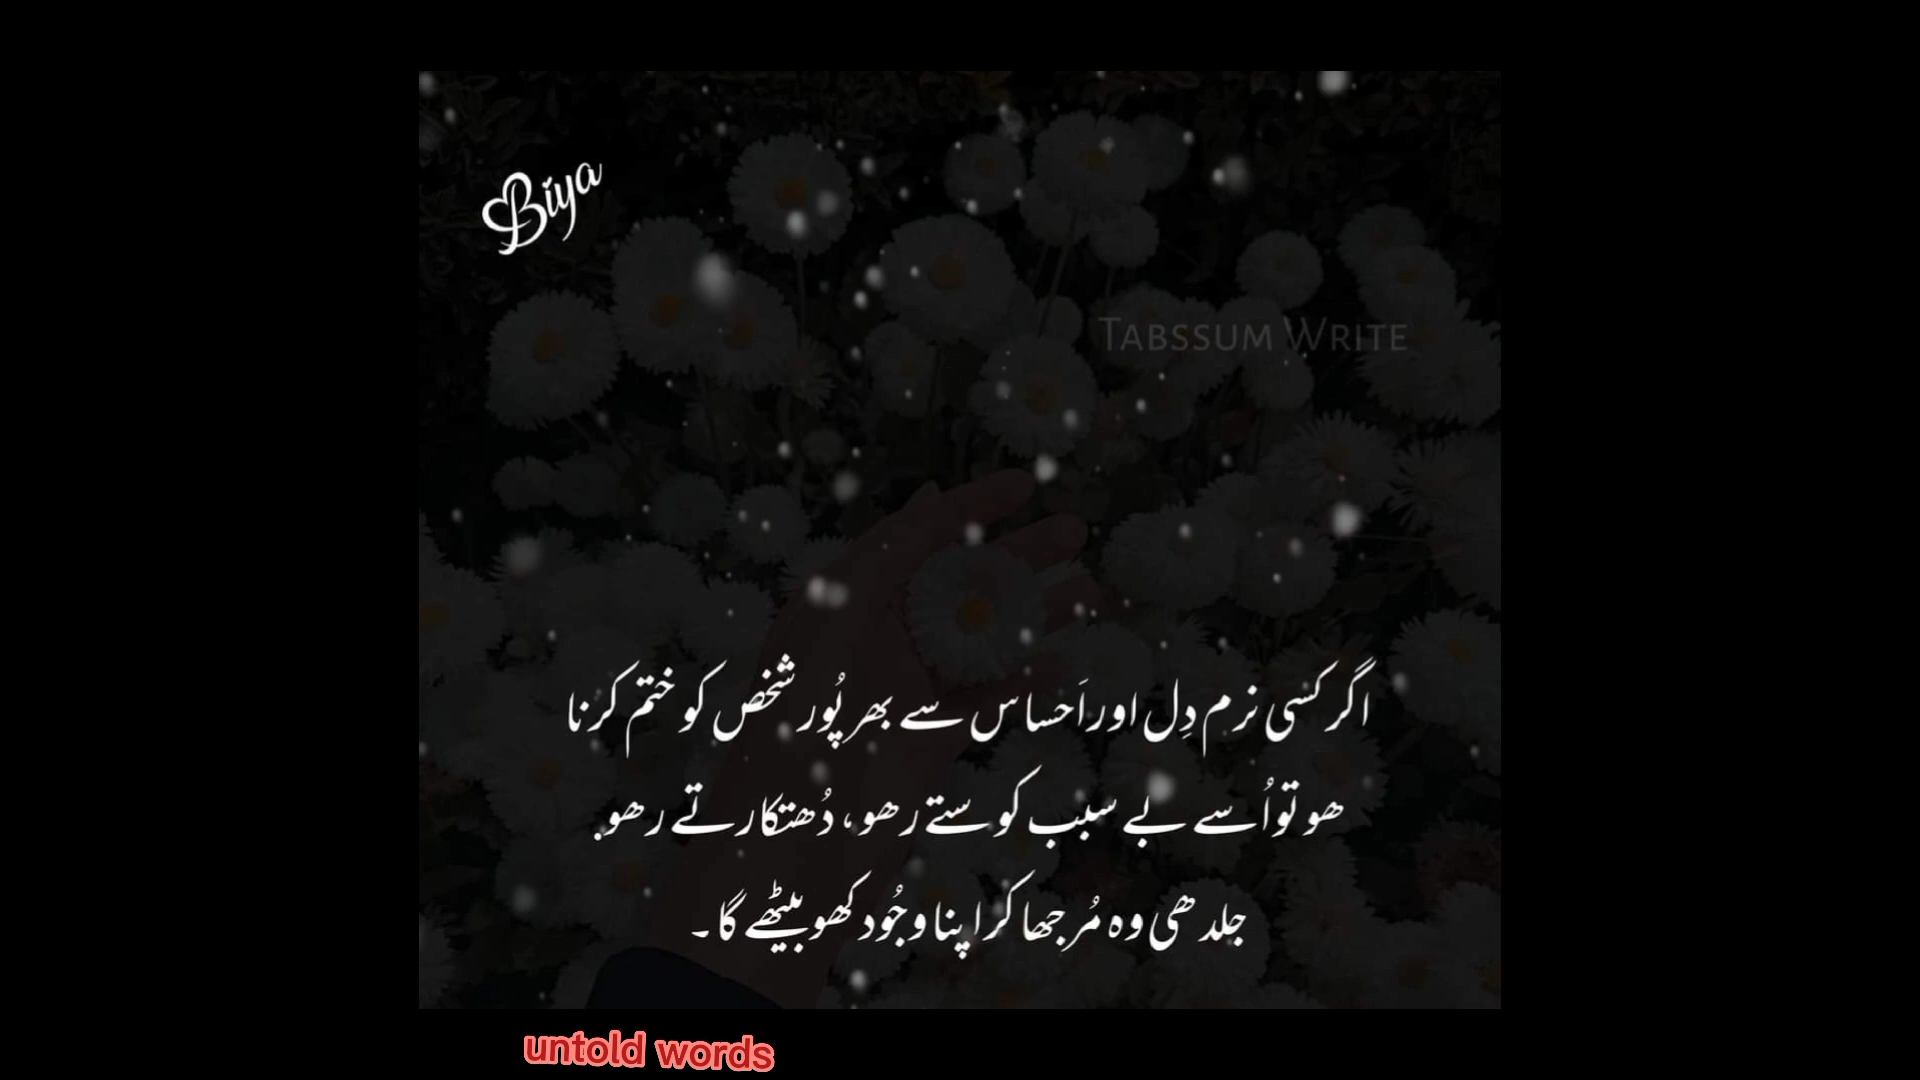 Biya
TABSSUM WRITE
اگر کسی نرم دِل اور اَحساس سے بھر پُور شخص کو ختم کرنا
ھو تو اُسے بے سبب کوستے رھو، دُھتکارتے رھو.
جلد ھی وہ مُرجھا کر اپنا وجُود کھو بیٹھے گا۔
untold words